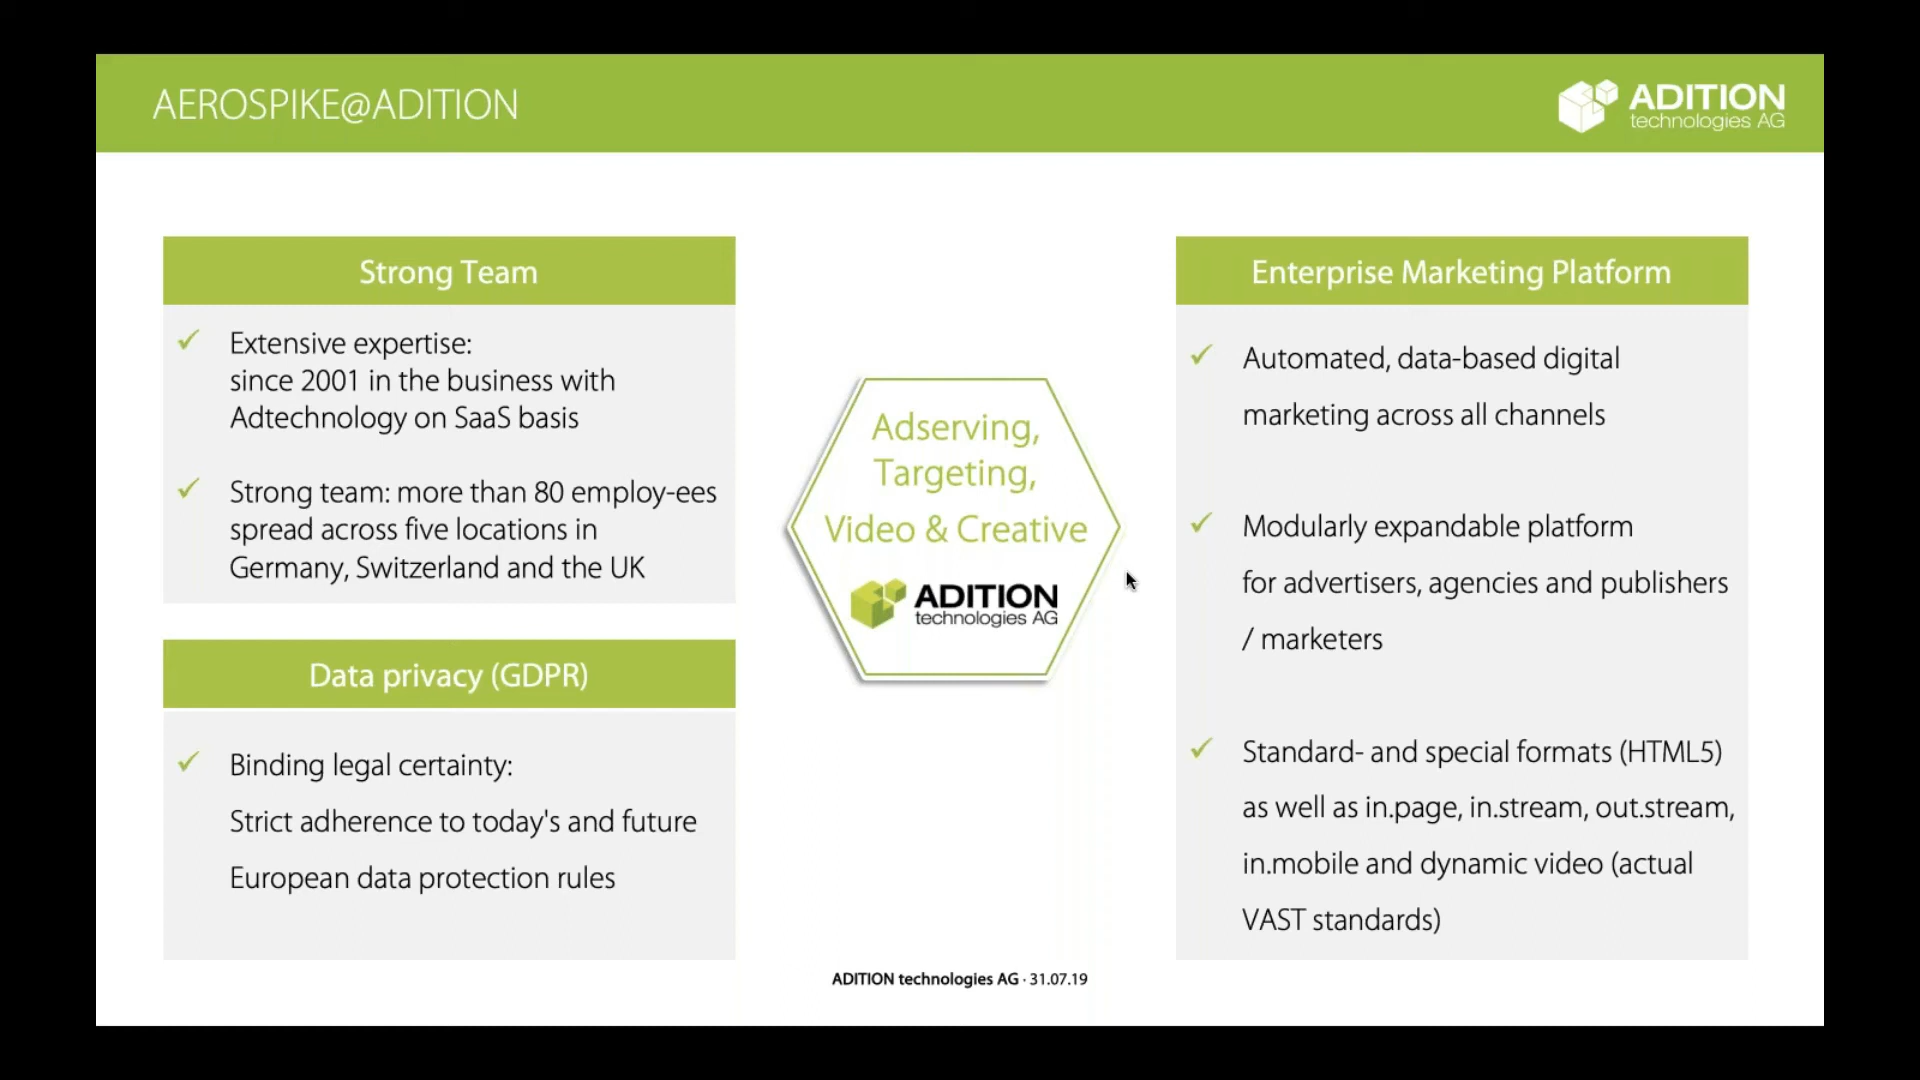 AEROSPIKE@ADITION
ADITION
technologies AG
Strong Team
Extensive expertise:
since 2001 in the business with
Adtechnology on SaaS basis
Strong team: more than 80 employ-ees
spread across five locations in
Germany, Switzerland and the UK
Data privacy (GDPR)
Binding legal certainty:
Strict adherence to today's and future
European data protection rules
Adserving,
Targeting,
Video & Creative
ADITION
technologies AG
Enterprise Marketing Platform
Automated, data-based digital
marketing across all channels
Modularly expandable platform
for advertisers, agencies and publishers
/ marketers
Standard- and special formats (HTML5)
as well as in.page, in.stream, out.stream,
in.mobile and dynamic video (actual
VAST standards)
ADITION technologies AG · 31.07.19